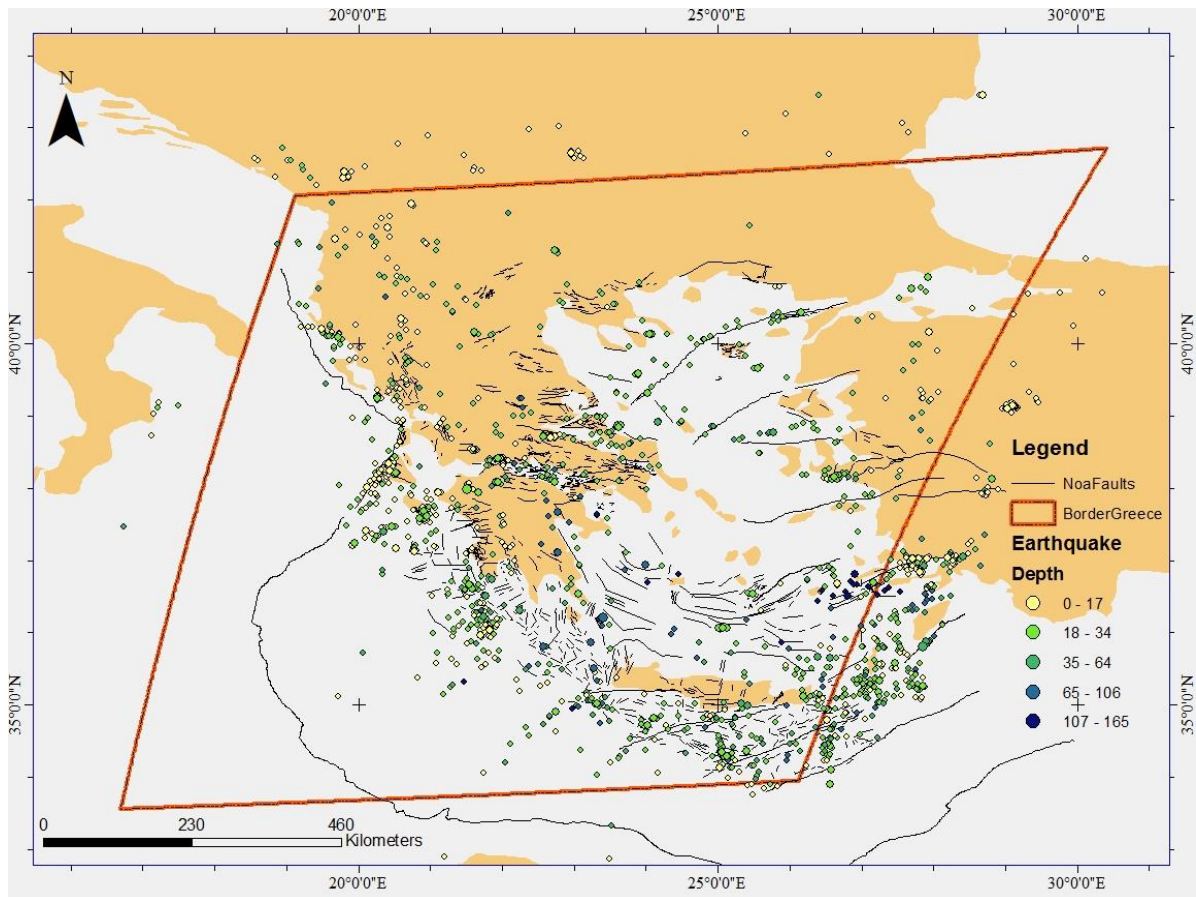 20°0'0"E 25°0'0"E 30°0'0"E
N
40°0'0"N 40°0'0"N
Legend
NoaFaults
BorderGreece
Earthquake
Depth
0 - 17
18 - 34
35 - 64
65 - 106
107 - 165
35°0'0"N 35°0'0"N
0 230 460
Kilometers
20°0'0"E 25°0'0"E 30°0'0"E